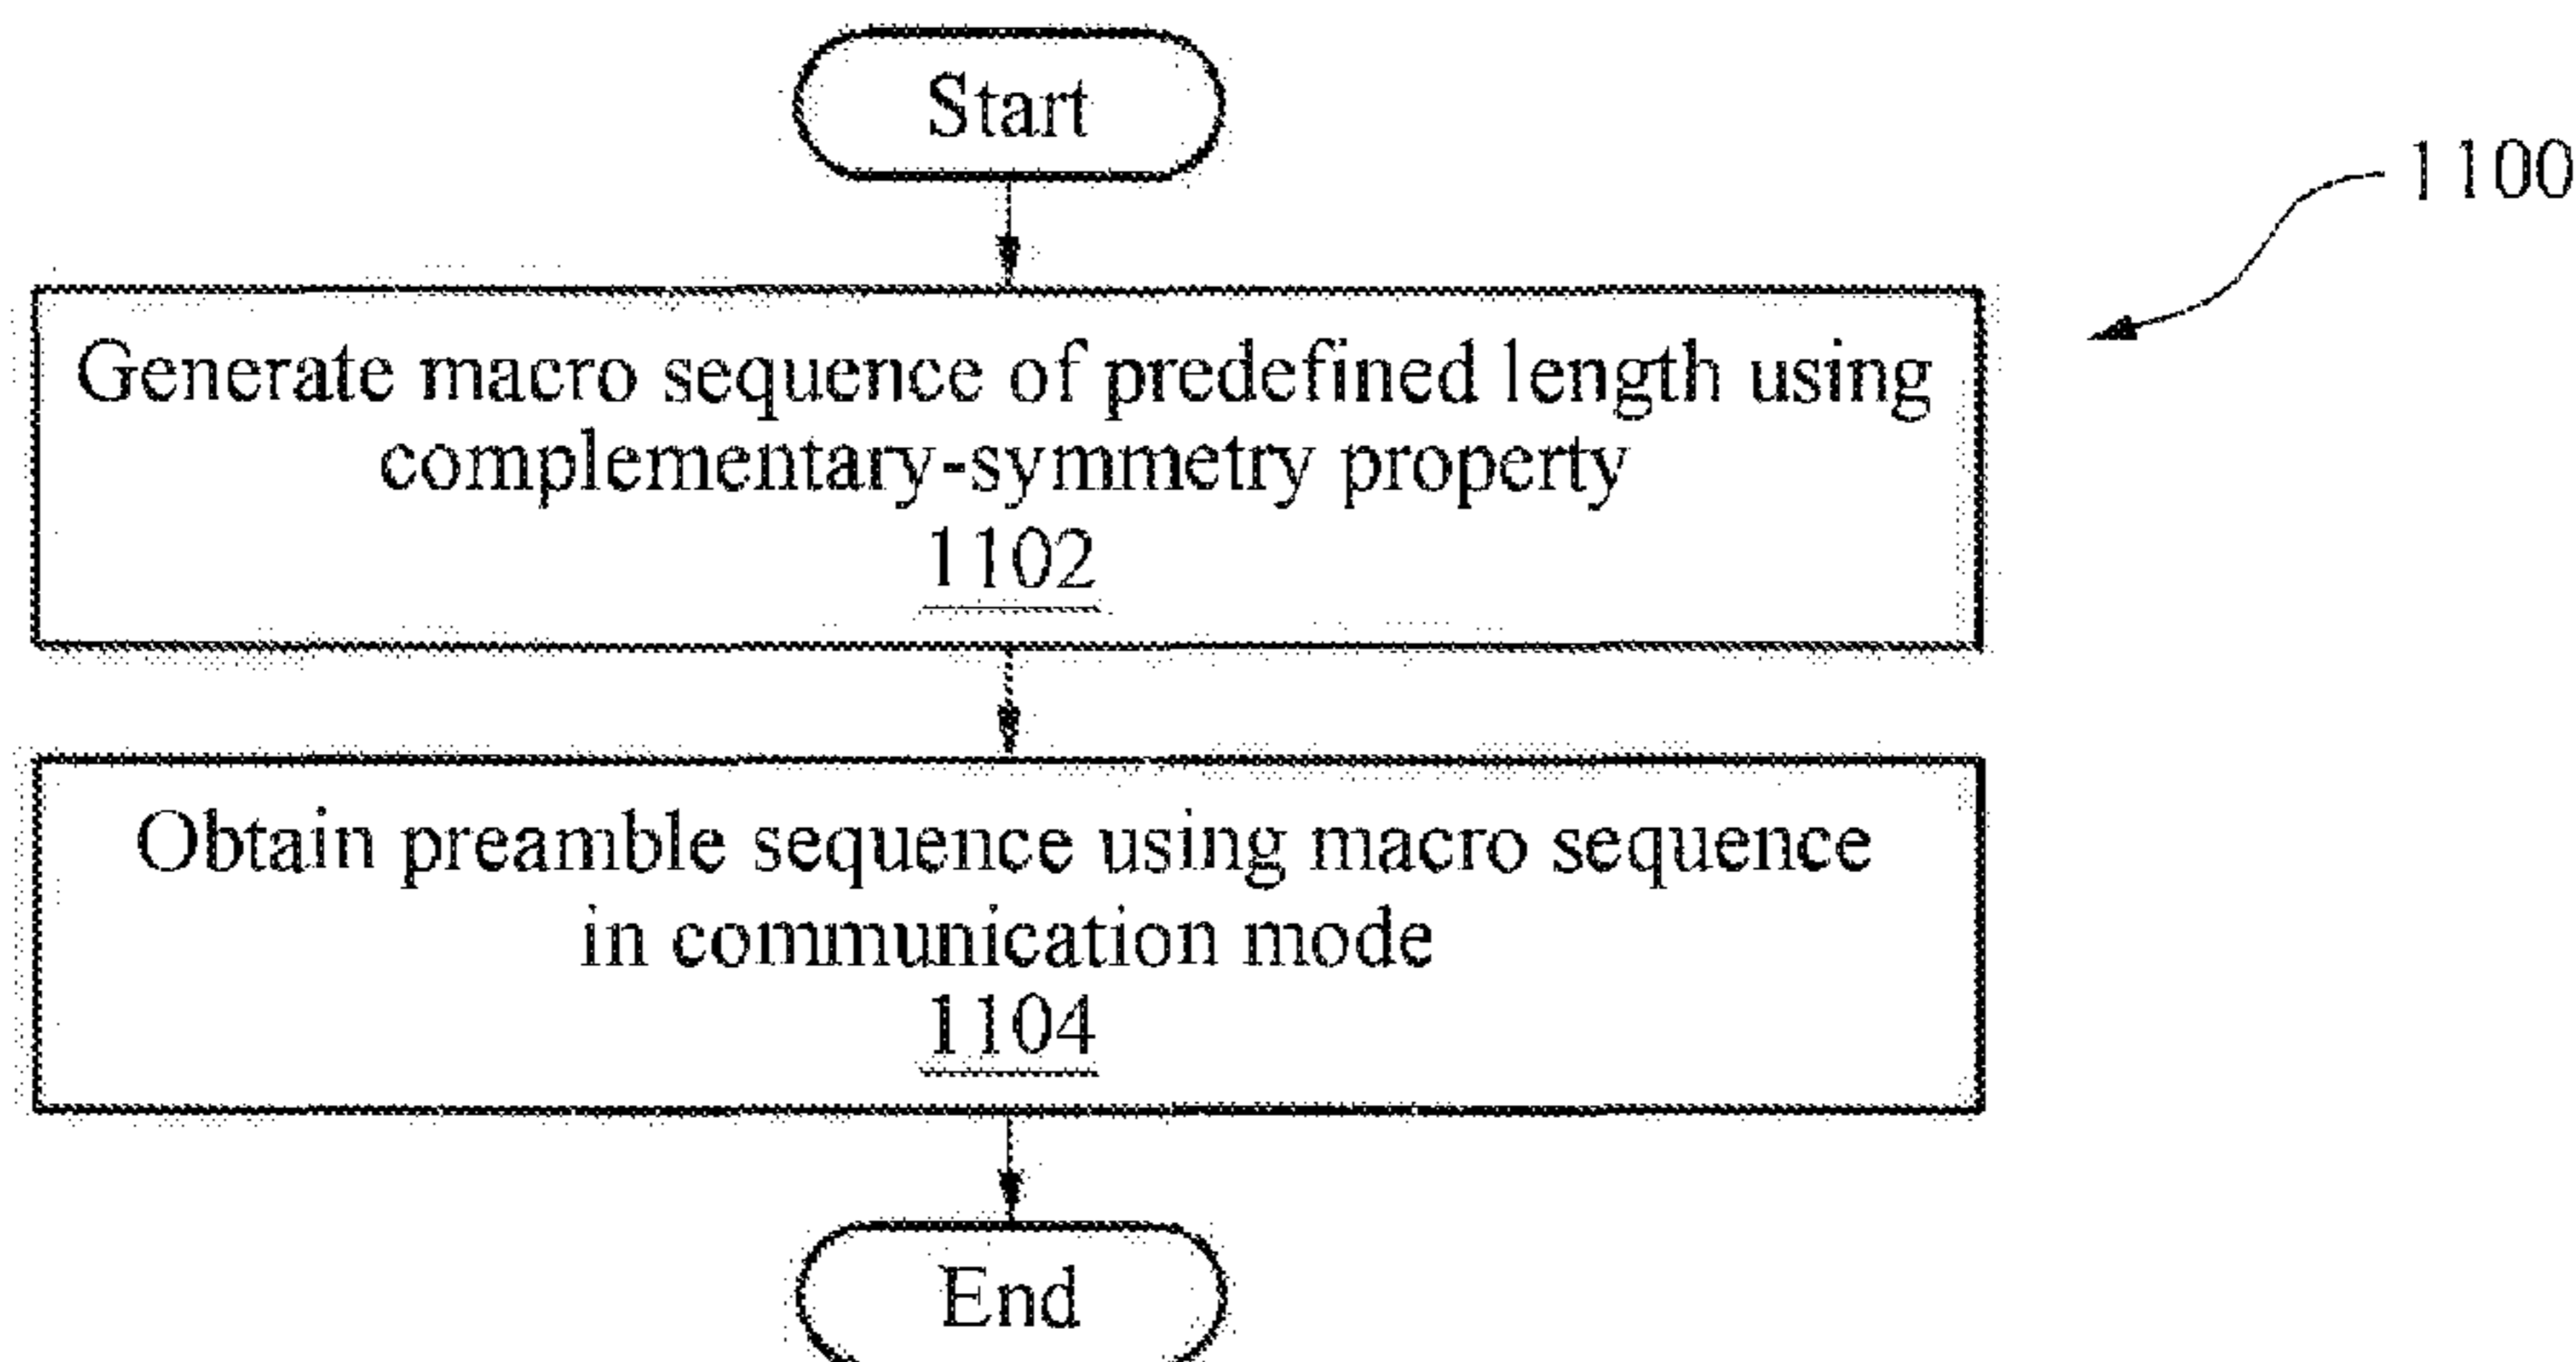 Start
1100
Generate macro sequence of predefined length using
complementary-symmetry property
1102
Obtain preamble sequence using macro sequence
in communication mode
1104
End